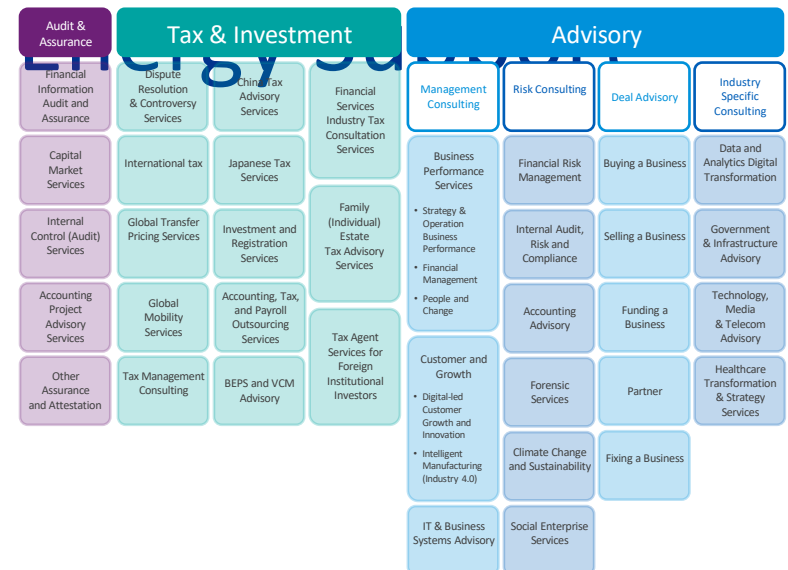 Audit &
Assurance
Tax & Investment
Advisory
Financial
Information
Audit and
Assurance
Capital
Market
Services
Internal
Control (Audit)
Services
Accounting
Project
Advisory
Services
Other
Assurance
and Attestation
Dispute
Resolution
& Controversy
Services
International tax
Global Transfer
Pricing Services
Global
Mobility
Services
Tax Management
Consulting
China Tax
Advisory
Services
Japanese Tax
Services
Investment and
Registration
Services
Accounting, Tax,
and Payroll
Outsourcing
Services
BEPS and VCM
Advisory
Financial
Services
Industry Tax
Consultation
Services
Family
(Individual)
Estate
Tax Advisory
Services
Tax Agent
Services for
Foreign
Institutional
Investors
Management
Consulting
Business
Performance
Services
• Strategy &
Operation
Business
Performance
• Financial
Management
• People and
Change
Customer and
Growth
• Digital-led
Customer
Growth and
Innovation
• Intelligent
Manufacturing
(Industry 4.0)
IT & Business
Systems Advisory
Risk Consulting
Financial Risk
Management
Internal Audit,
Risk and
Compliance
Accounting
Advisory
Forensic
Services
Climate Change
and Sustainability
Social Enterprise
Services
Deal Advisory
Buying a Business
Selling a Business
Funding a
Business
Partner
Fixing a Business
Industry
Specific
Consulting
Data and
Analytics Digital
Transformation
Government
& Infrastructure
Advisory
Technology,
Media
& Telecom
Advisory
Healthcare
Transformation
& Strategy
Services